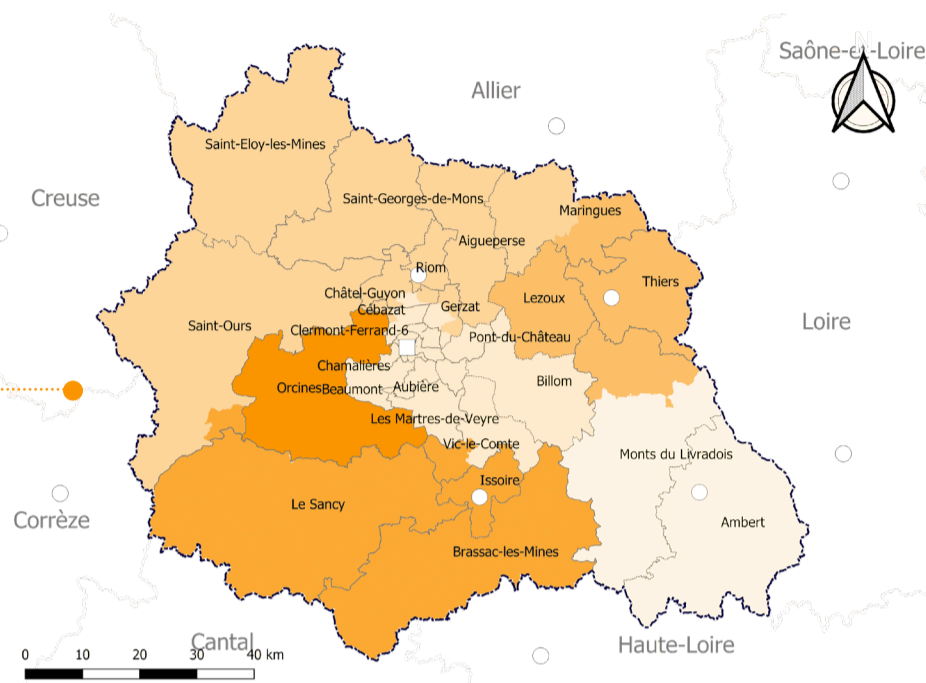 N
Saône-et-Loire
Allier
Saint-Eloy-les-Mines
Creuse
Saint-Georges-de-Mons
Maringues
Aigueperse
Riom
Thiers
Châtel-Guyon
Lezoux
Cébazat
Gerzat
Loire
Saint-Ours
Clermont-Ferrand-6
Pont-du-Château
Chamalières
Billom
Orcines
Beaumont
Aubière
Les Martres-de-Veyre
Vic-le-Comte
Monts du Livradois
Issoire
Le Sancy
Corrèze
Ambert
Brassac-les-Mines
Cantal
Haute-Loire
0 10 20 30 40 km